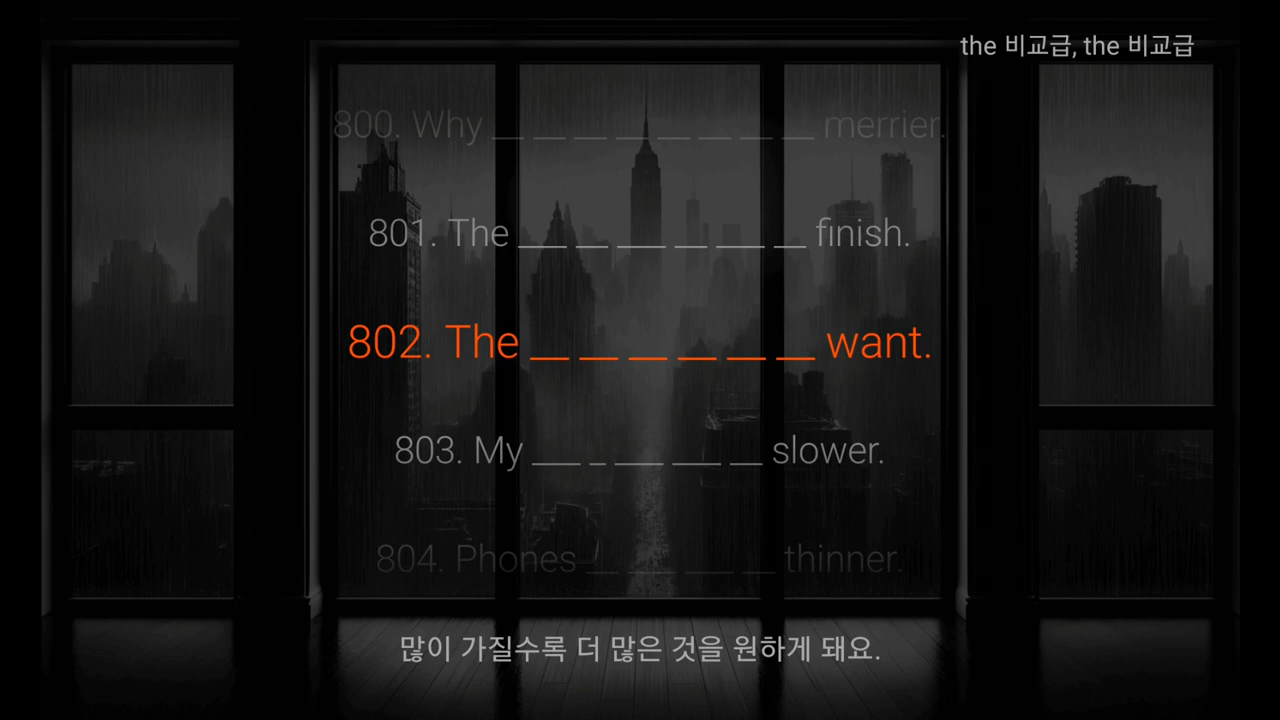 the 비교급, the 비교급
800. Why __ __ __ __ __ __ __ __ merrier.
801. The ___ __ ___ __ ___ __ finish.
802. The __ __ __ __ __ __ want.
803. My ___ _ ___ ___ __ slower.
804. Phones __ __ __ __ __ thinner.
많이 가질수록 더 많은 것을 원하게 돼요.